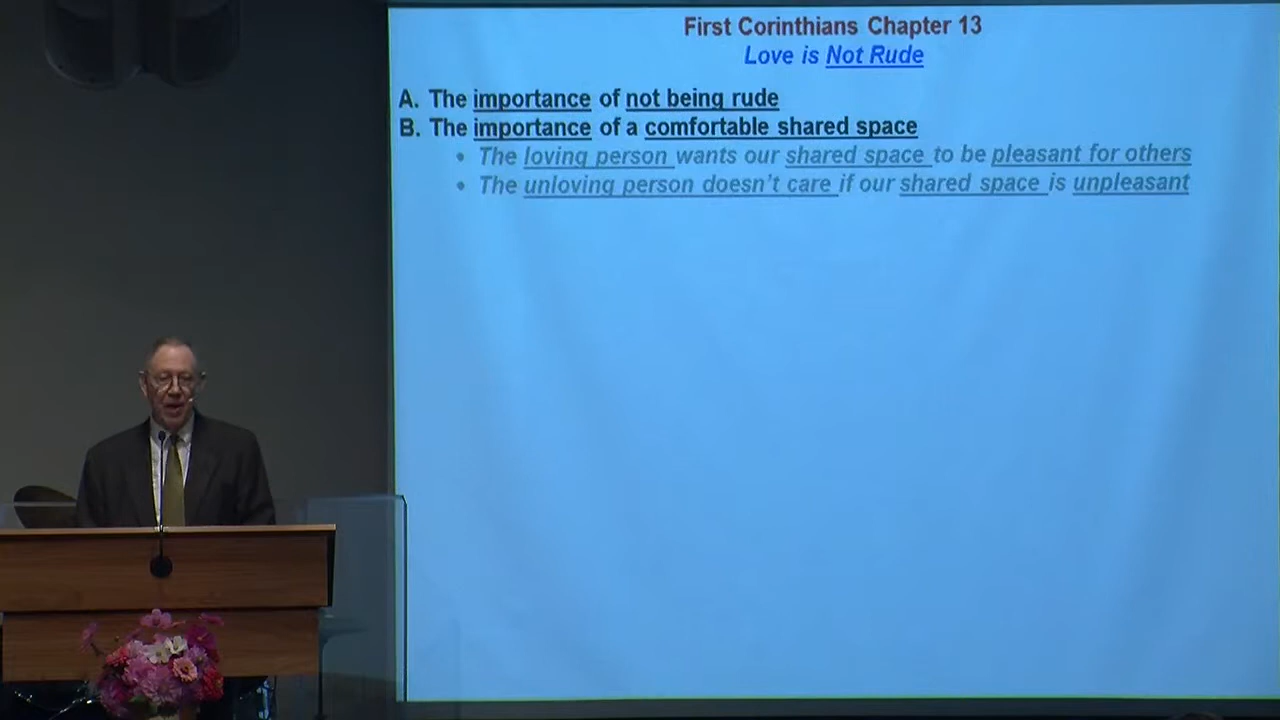 First Corinthians Chapter 13
Love is Not Rude
A. The importance of not being rude
B. The importance of a comfortable shared space
• The loving person wants our shared space to be pleasant for others
• The unloving person doesn't care if our shared space is unpleasant